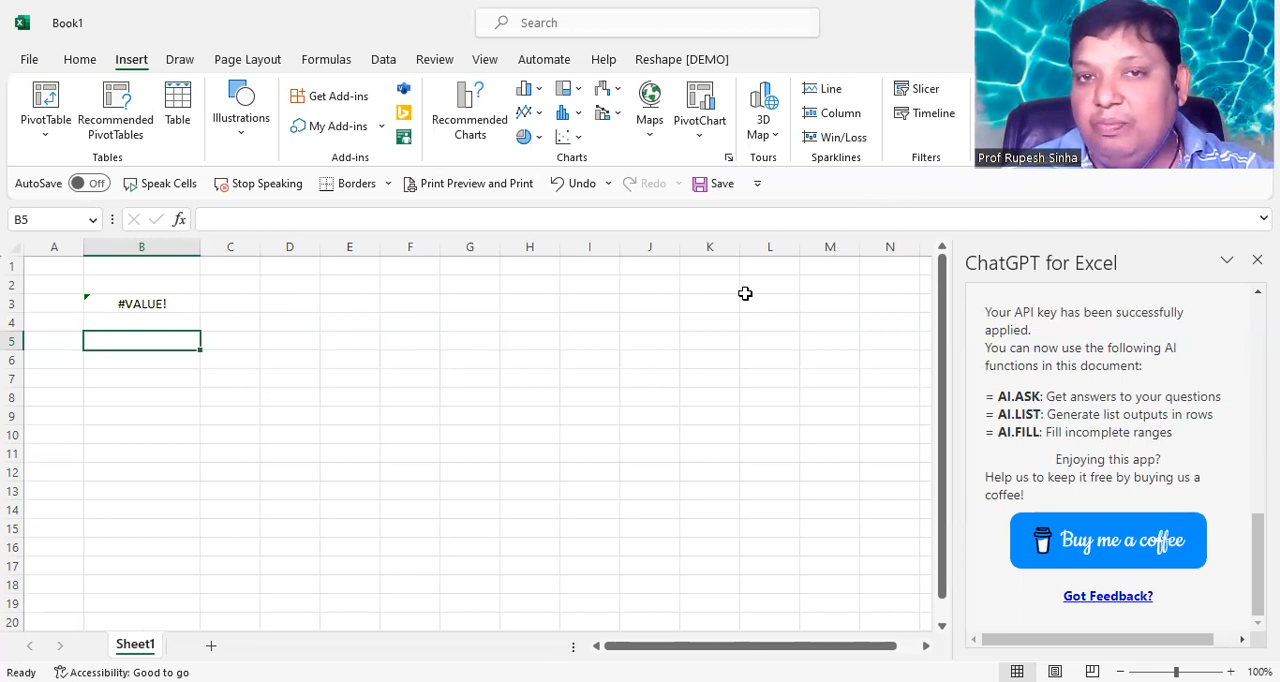 Book1
Search
File Home Insert Draw Page Layout Formulas Data Review View Automate Help Reshape [DEMO]
PivotTable
Recommended
PivotTables
Table
Tables
Illustrations
Get Add-ins
My Add-ins
Add-ins
Recommended
Charts
Maps
PivotChart
Charts
3D
Map
Tours
Line
Column
Win/Loss
Sparklines
Slicer
Timeline
Filters
Prof Rupesh Sinha
AutoSave Off Speak Cells Stop Speaking Borders Print Preview and Print Undo Redo Save
B5 fx
A B C D E F G H I J K L M N
1
2
3 #VALUE!
4
5
6
7
8
9
10
11
12
13
14
15
16
17
18
19
20
ChatGPT for Excel
Your API key has been successfully
applied.
You can now use the following AI
functions in this document:
= AI.ASK: Get answers to your questions
= AI.LIST: Generate list outputs in rows
= AI.FILL: Fill incomplete ranges
Enjoying this app?
Help us to keep it free by buying us a
coffee!
Buy me a coffee
Got Feedback?
Sheet1
Ready Accessibility: Good to go 100%